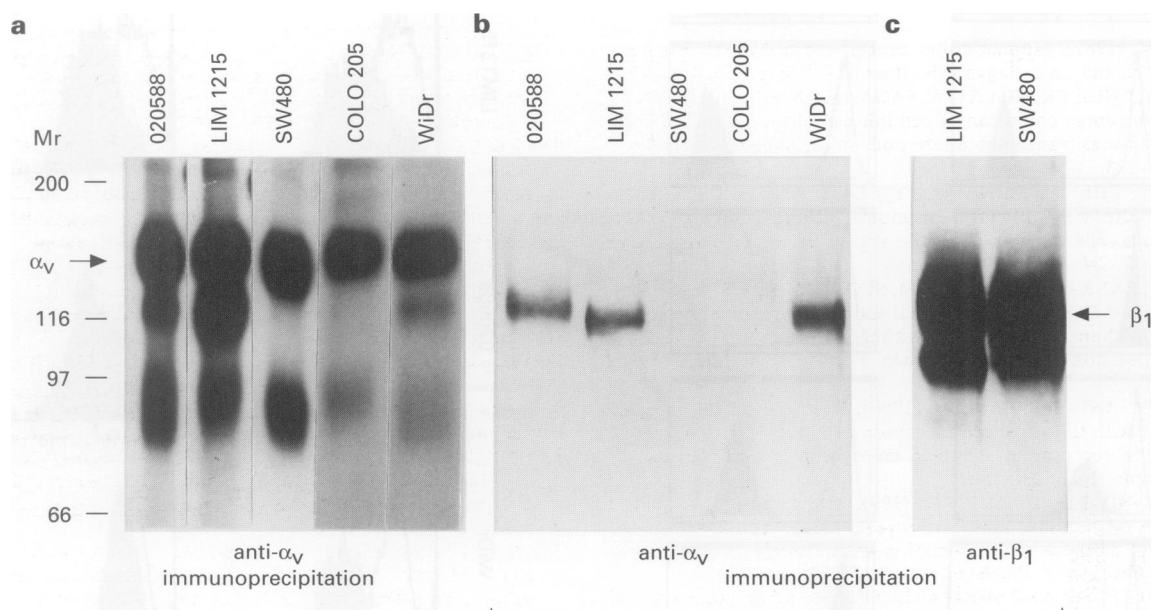 a
b
c
020588
LIM 1215
SW480
COLO 205
WiDr
020588
LIM 1215
SW480
COLO 205
WiDr
LIM 1215
SW480
Mr
200
αv
116
97
66
β1
anti-αv
immunoprecipitation
anti-αv
immunoprecipitation
anti-β1